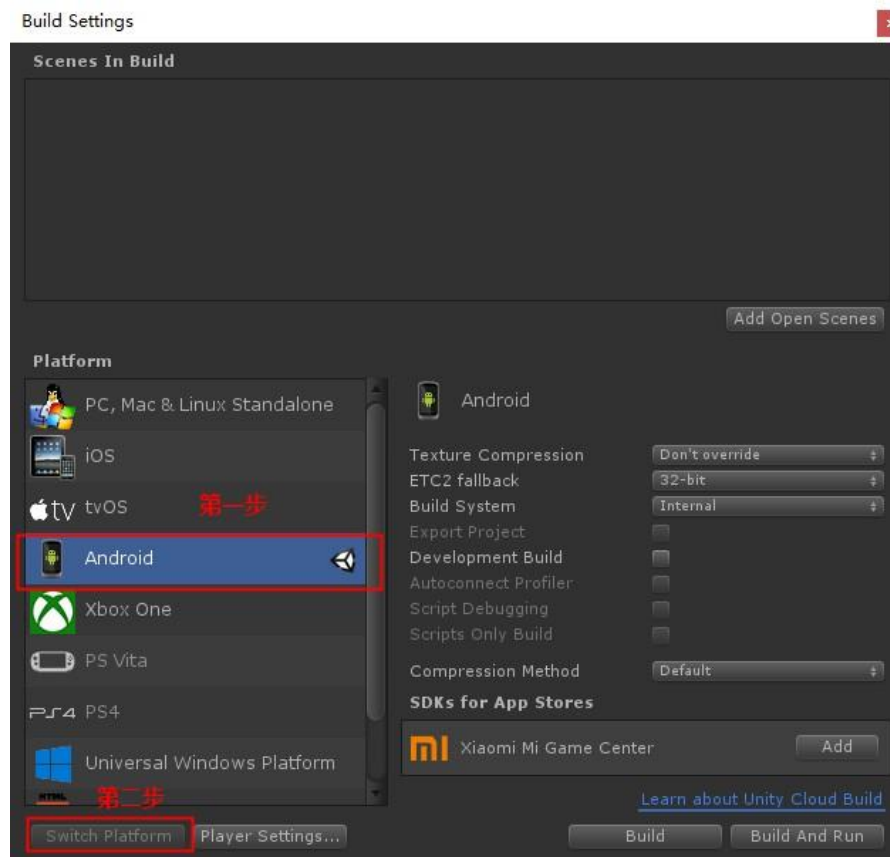 Build Settings
Scenes In Build
Add Open Scenes
Platform
PC, Mac & Linux Standalone
iOS
tv tvOS
第一步
Android
Xbox One
PS Vita
PS4 PS4
Universal Windows Platform
HTML
第二步
Switch Platform
Player Settings...
Android
Texture Compression Don't override
ETC2 fallback 32-bit
Build System Internal
Export Project
Development Build
Autoconnect Profiler
Script Debugging
Scripts Only Build
Compression Method Default
SDKs for App Stores
Xiaomi Mi Game Center Add
Learn about Unity Cloud Build
Build
Build And Run